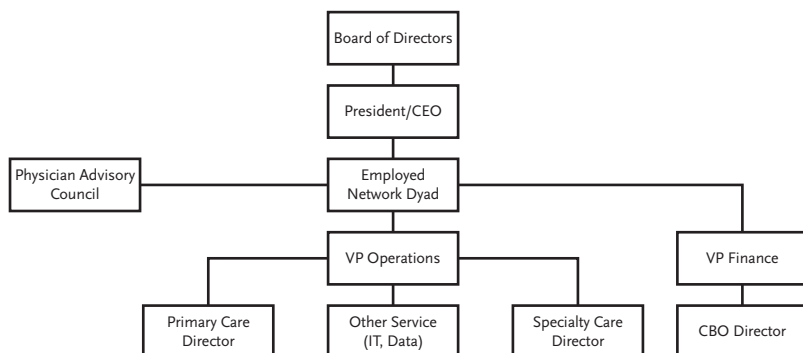 Board of Directors
President/CEO
Physician Advisory
Council
Employed
Network Dyad
VP Operations
VP Finance
Primary Care
Director
Other Service
(IT, Data)
Specialty Care
Director
CBO Director